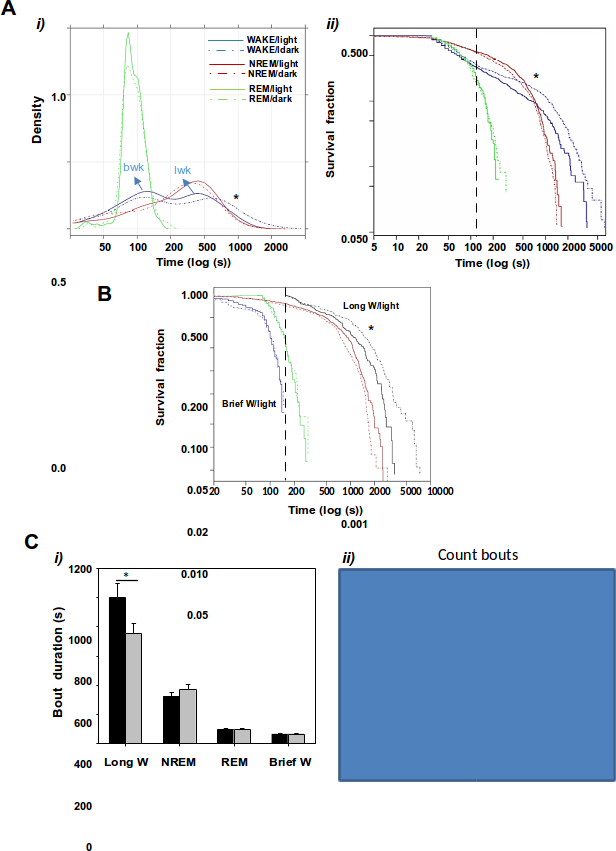 A
i)
ii)
WAKE/light
WAKE/ldark
NREM/light
NREM/dark
REM/light
REM/dark
Density
1.0
bwk
lwk
*
50 100 200 500 1000 2000
Time (log (s))
Survival fraction
0.500
*
0.050
5 10 20 50 100 200 500 1000 2000 5000
Time (log (s))
0.5
B
Survival fraction
1.000
0.500
0.200
0.100
0.05
Long W/light
*
Brief W/light
20 50 100 200 500 1000 2000 5000 10000
Time (log (s))
0.001
0.0
0.02
C
i)
ii)
Count bouts
0.010
0.05
*
Bout duration (s)
1200
1000
800
600
400
200
0
Long W NREM REM Brief W